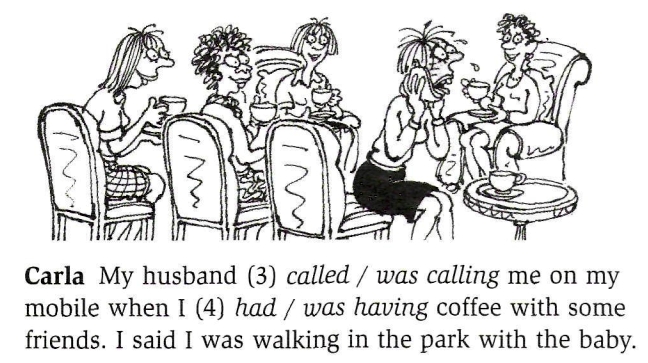 Carla My husband (3) called / was calling me on my
mobile when I (4) had / was having coffee with some
friends. I said I was walking in the park with the baby.